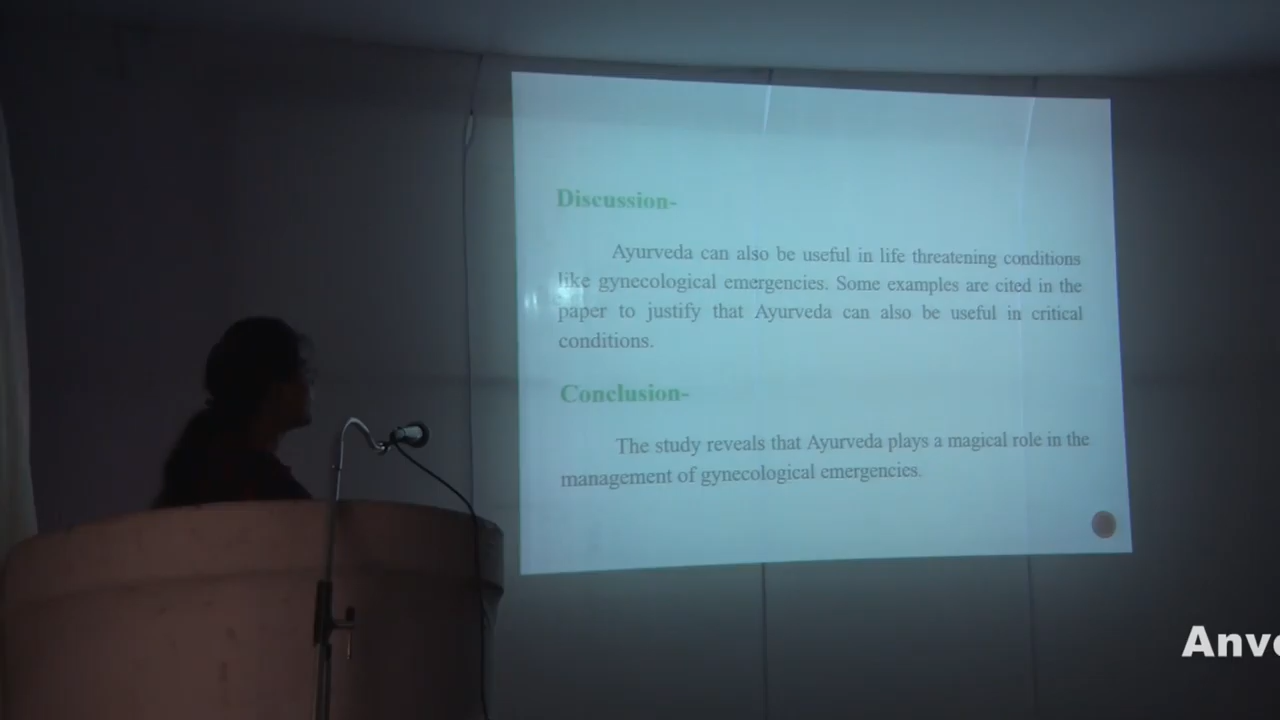 Discussion-
Ayurveda can also be useful in life threatening conditions
like gynecological emergencies. Some examples are cited in the
paper to justify that Ayurveda can also be useful in critical
conditions.
Conclusion-
The study reveals that Ayurveda plays a magical role in the
management of gynecological emergencies.